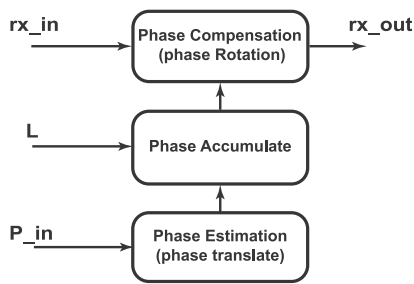 rx_in
Phase Compensation
(phase Rotation)
rx_out
L
Phase Accumulate
P_in
Phase Estimation
(phase translate)